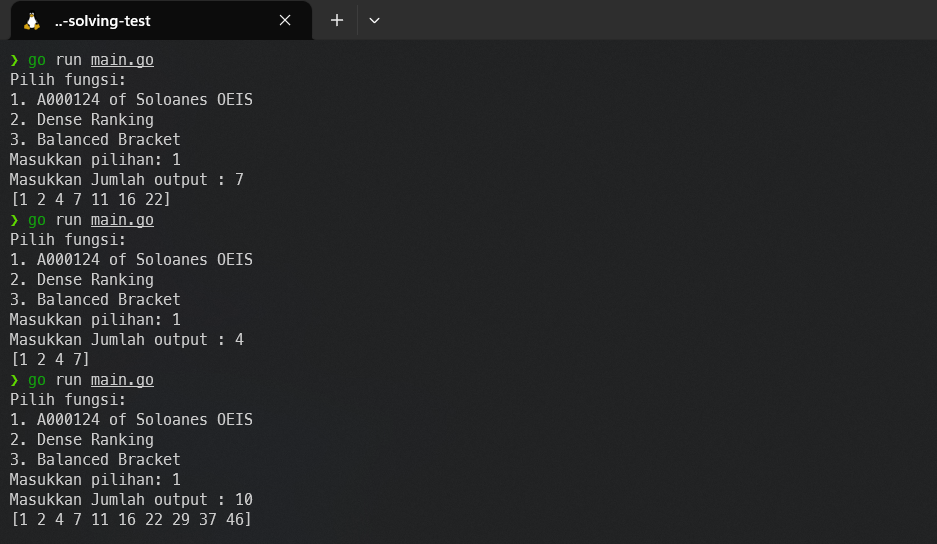 ..-solving-test
❯ go run main.go
Pilih fungsi:
1. A000124 of Soloanes OEIS
2. Dense Ranking
3. Balanced Bracket
Masukkan pilihan: 1
Masukkan Jumlah output : 7
[1 2 4 7 11 16 22]
❯ go run main.go
Pilih fungsi:
1. A000124 of Soloanes OEIS
2. Dense Ranking
3. Balanced Bracket
Masukkan pilihan: 1
Masukkan Jumlah output : 4
[1 2 4 7]
❯ go run main.go
Pilih fungsi:
1. A000124 of Soloanes OEIS
2. Dense Ranking
3. Balanced Bracket
Masukkan pilihan: 1
Masukkan Jumlah output : 10
[1 2 4 7 11 16 22 29 37 46]